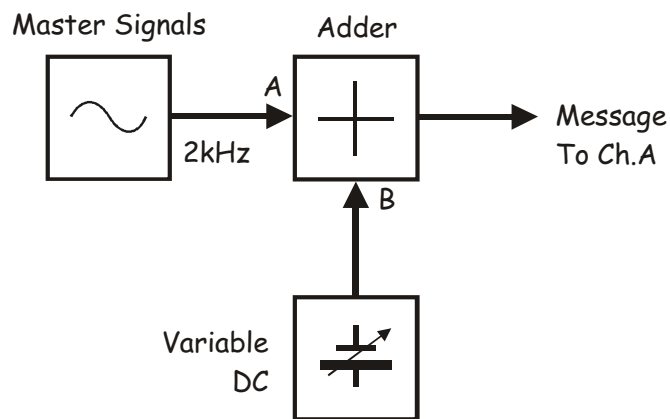 Master Signals
Adder
A
2kHz
Message
To Ch.A
B
Variable
DC